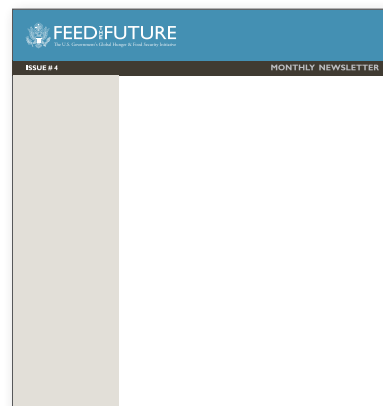 FEED THE FUTURE
The U.S. Government's Global Hunger & Food Security Initiative
ISSUE # 4
MONTHLY NEWSLETTER